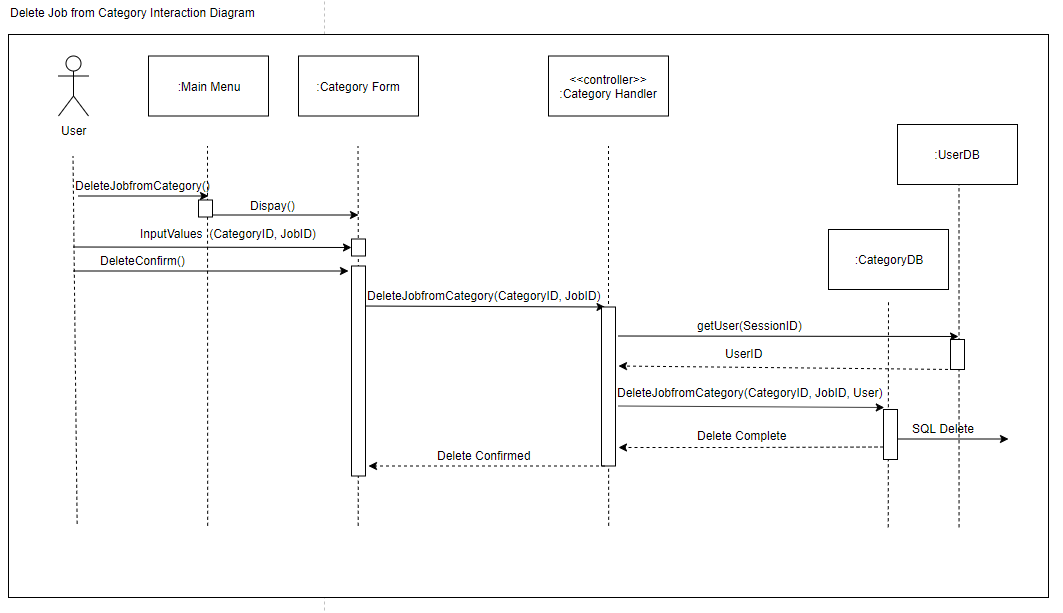 Delete Job from Category Interaction Diagram
:Main Menu
:Category Form
<<controller>>
:Category Handler
User
:UserDB
DeleteJobfromCategory()
Dispay()
InputValues (CategoryID, JobID)
DeleteConfirm()
:CategoryDB
DeleteJobfromCategory(CategoryID, JobID)
getUser(SessionID)
UserID
DeleteJobfromCategory(CategoryID, JobID, User)
SQL Delete
Delete Complete
Delete Confirmed